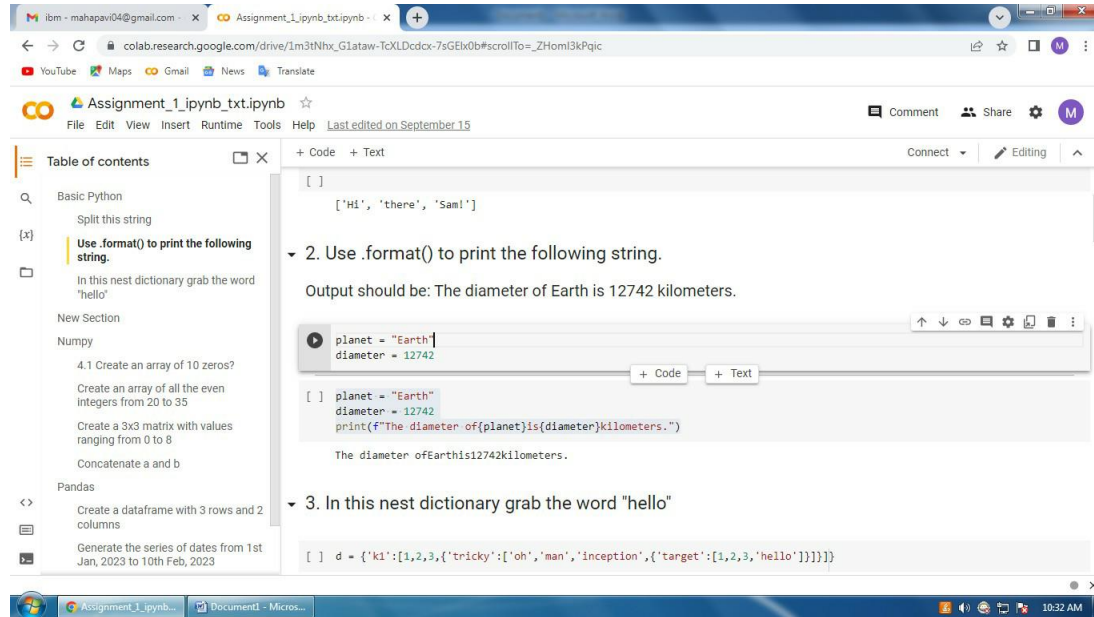 ibm - mahapavi04@gmail.com -
Assignment_1_ipynb_txt.ipynb - C
colab.research.google.com/drive/1m3tNhx_G1ataw-TcXLDcdcx-7sGEIx0b#scrollTo=_ZHomI3kPqic
M
YouTube Maps Gmail News Translate
Assignment_1_ipynb_txt.ipynb
File Edit View Insert Runtime Tools Help Last edited on September 15
Comment Share M
Table of contents
Basic Python
Split this string
Use .format() to print the following
string.
In this nest dictionary grab the word
"hello"
New Section
Numpy
4.1 Create an array of 10 zeros?
Create an array of all the even
integers from 20 to 35
Create a 3x3 matrix with values
ranging from 0 to 8
Concatenate a and b
Pandas
Create a dataframe with 3 rows and 2
columns
Generate the series of dates from 1st
Jan, 2023 to 10th Feb, 2023
{x}
+ Code + Text
Connect Editing
[ ]
['Hi', 'there', 'Sam!']
2. Use .format() to print the following string.
Output should be: The diameter of Earth is 12742 kilometers.
planet = "Earth"
diameter = 12742
+ Code + Text
[ ] planet = "Earth"
diameter = 12742
print(f"The diameter of{planet}is{diameter}kilometers.")
The diameter ofEarthis12742kilometers.
3. In this nest dictionary grab the word "hello"
[ ] d = {'k1':[1,2,3,{'tricky':['oh','man','inception',{'target':[1,2,3,'hello']}]}]}
Assignment_1_ipynb...
Document1 - Micros...
10:32 AM